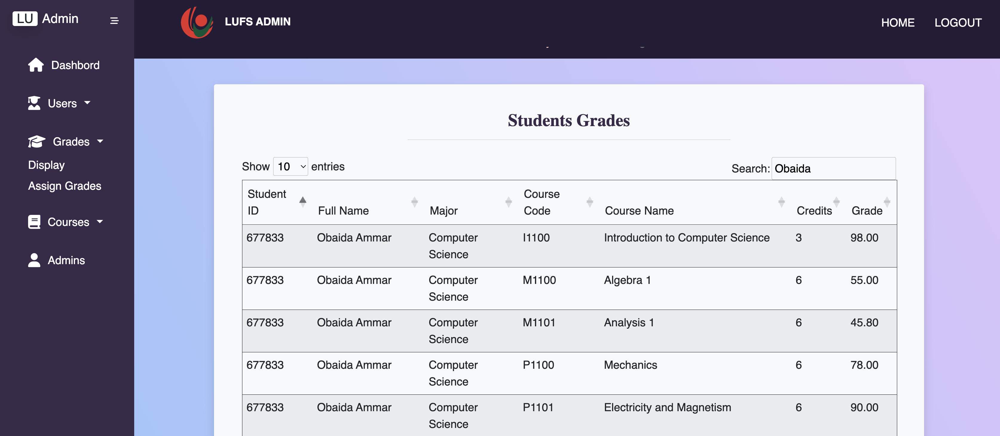 LU Admin
LUFS ADMIN
HOME LOGOUT
Dashbord
Users
Grades
Display
Assign Grades
Courses
Admins
Students Grades
Show 10 entries
Search: Obaida
Student ID Full Name Major Course Code Course Name Credits Grade
677833 Obaida Ammar Computer Science I1100 Introduction to Computer Science 3 98.00
677833 Obaida Ammar Computer Science M1100 Algebra 1 6 55.00
677833 Obaida Ammar Computer Science M1101 Analysis 1 6 45.80
677833 Obaida Ammar Computer Science P1100 Mechanics 6 78.00
677833 Obaida Ammar Computer Science P1101 Electricity and Magnetism 6 90.00